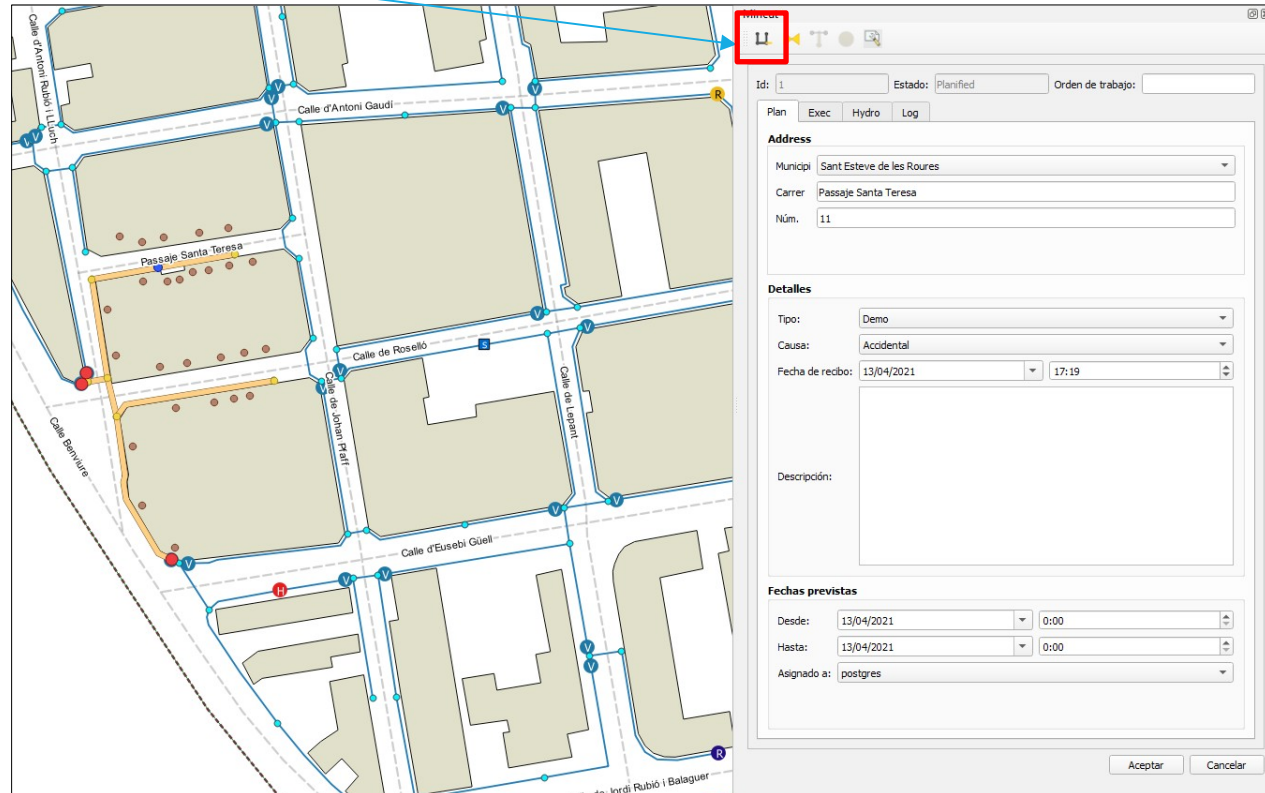 Mincut
Id: 1 Estado: Planified Orden de trabajo:
Plan Exec Hydro Log
Address
Municipi Sant Esteve de les Roures
Carrer Passaje Santa Teresa
Núm. 11
Detalles
Tipo: Demo
Causa: Accidental
Fecha de recibo: 13/04/2021 17:19
Descripción:
Fechas previstas
Desde: 13/04/2021 0:00
Hasta: 13/04/2021 0:00
Asignado a: postgres
Aceptar Cancelar
Calle d'Antoni Rubió i LLuch
Calle d'Antoni Gaudí
Passaje Santa Teresa
Calle de Roselló
Calle de Johan Pfaff
Calle de Lepant
Calle Benviure
Calle d'Eusebi Güell
Jordi Rubió i Balaguer
V
V
V
V
V
V
V
R
V
V
S
V
V
V
V
V
H
V
V
V
V
R